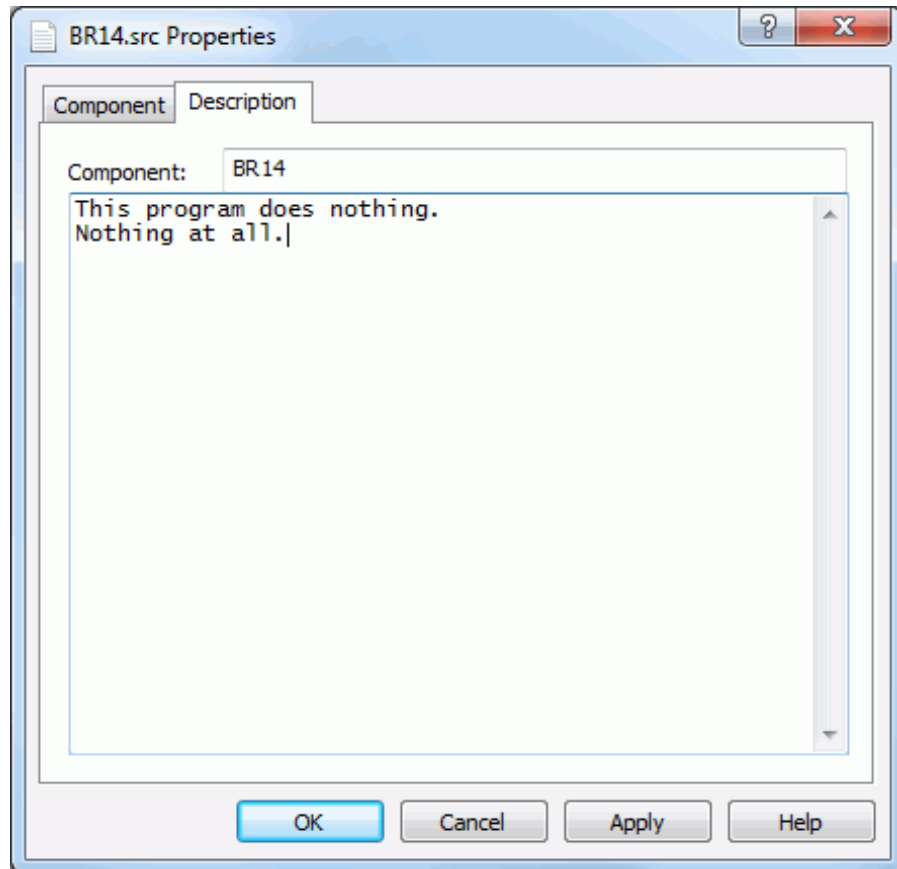 BR14.src Properties
Component
Description
Component:
BR14
This program does nothing.
Nothing at all.
OK
Cancel
Apply
Help